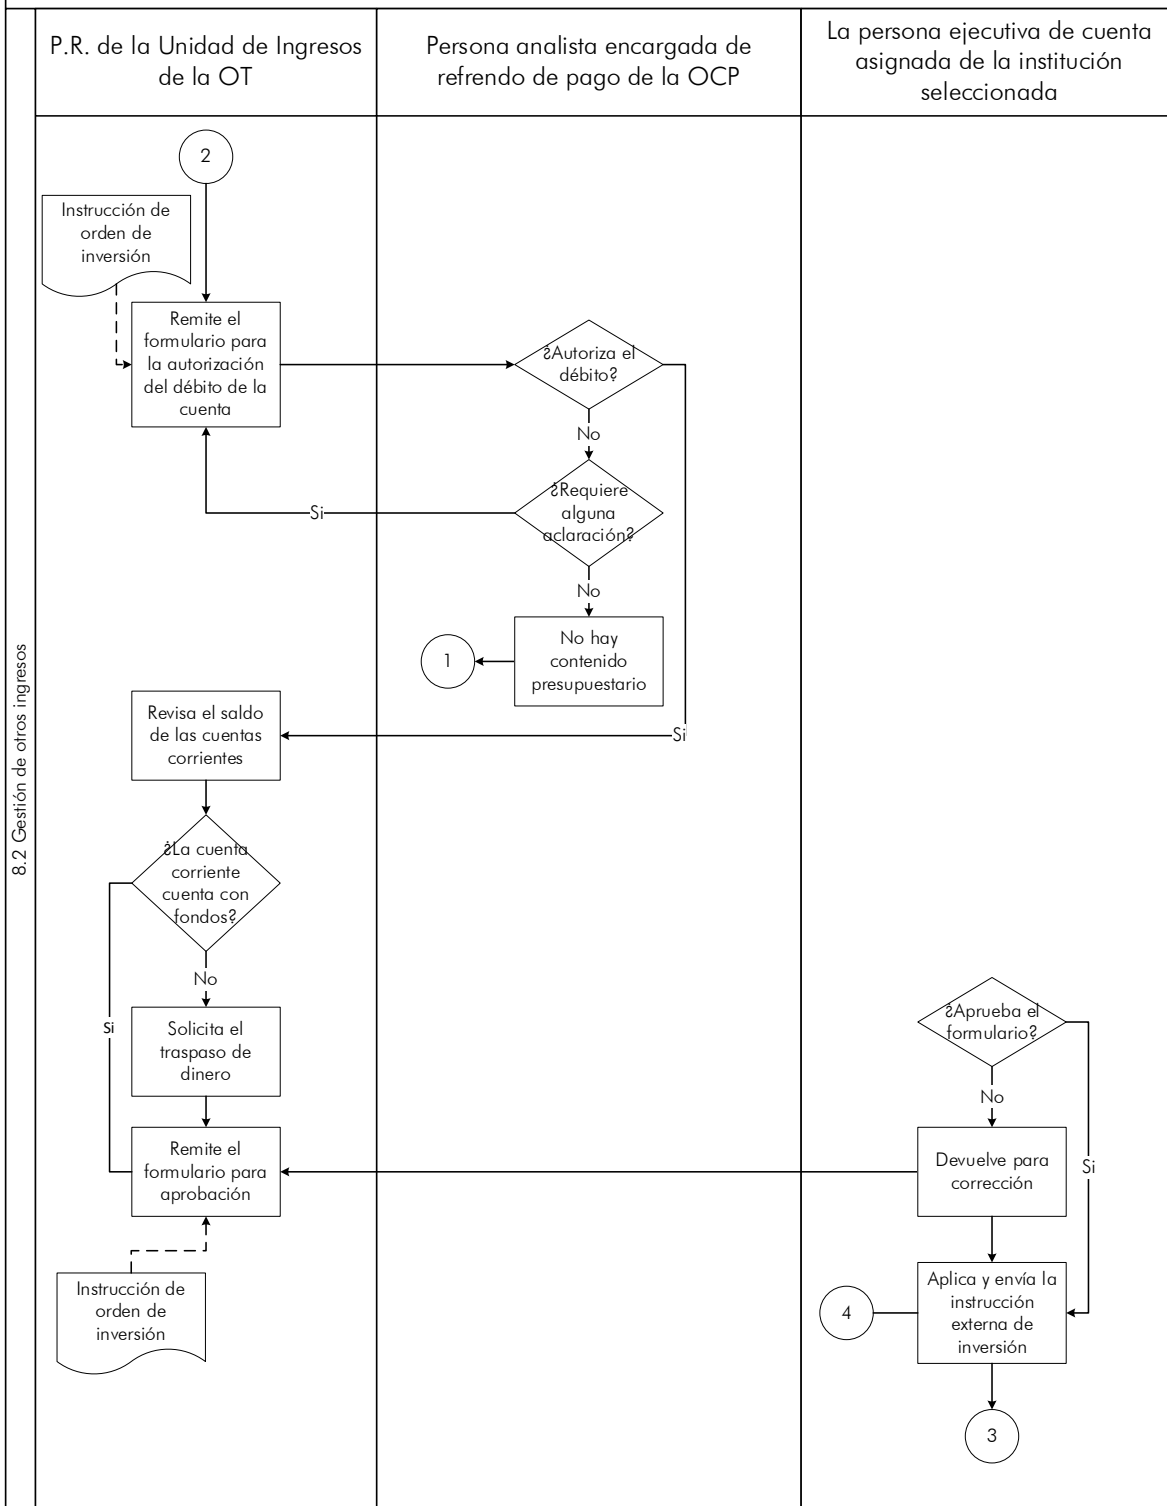 P.R. de la Unidad de Ingresos
de la OT
Persona analista encargada de
refrendo de pago de la OCP
La persona ejecutiva de cuenta
asignada de la institución
seleccionada
8.2 Gestión de otros ingresos
2
Instrucción de
orden de
inversión
Remite el
formulario para
la autorización
del débito de la
cuenta
¿Autoriza el
débito?
No
¿Requiere
alguna
aclaración?
Si
No
No hay
contenido
presupuestario
1
Si
Revisa el saldo
de las cuentas
corrientes
¿La cuenta
corriente
cuenta con
fondos?
No
Si
Solicita el
traspaso de
dinero
Remite el
formulario para
aprobación
Instrucción de
orden de
inversión
¿Aprueba el
formulario?
No
Si
Devuelve para
corrección
Aplica y envía la
instrucción
externa de
inversión
4
3